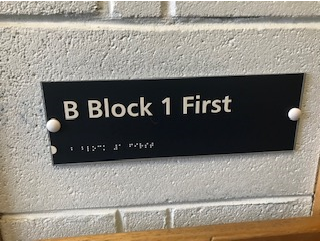 B Block 1 First
⠃ ⠃⠇⠕⠉⠅ ⠼⠁ ⠋⠊⠗⠎⠞